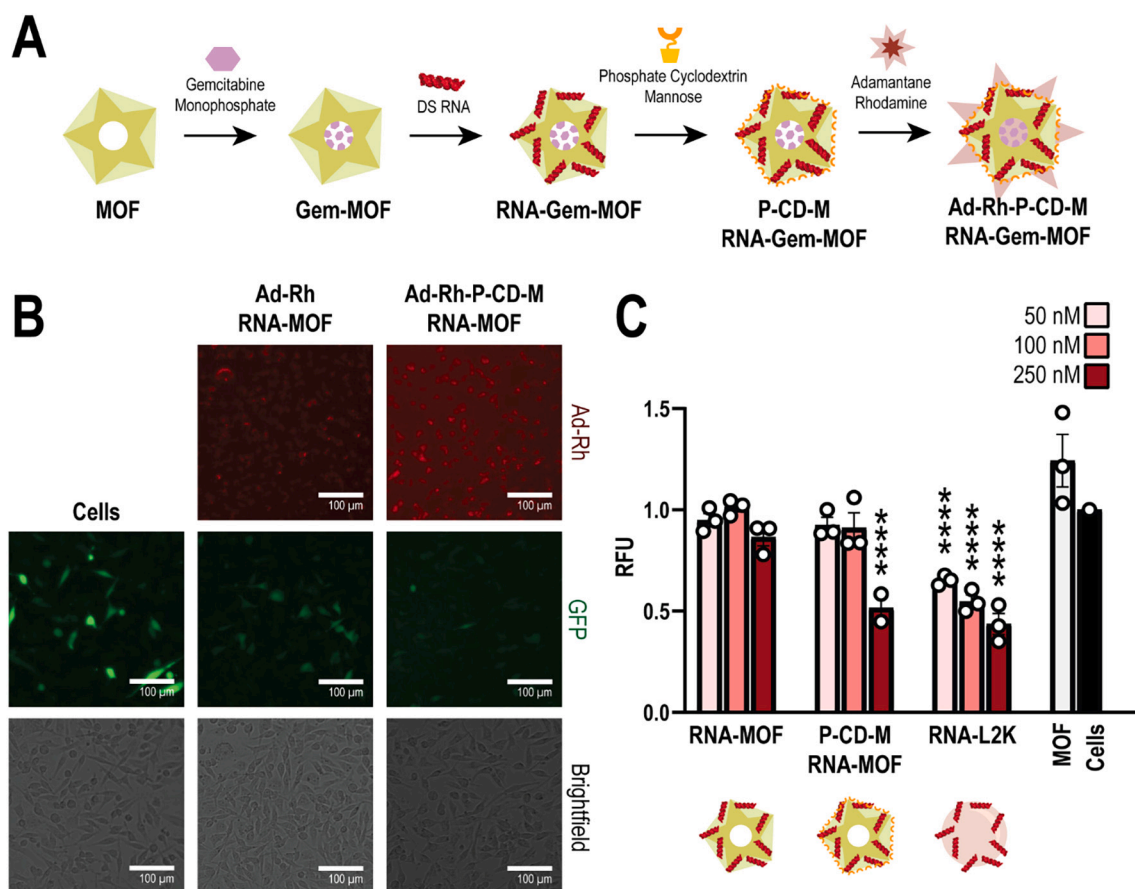 A
Gemcitabine
Monophosphate
DS RNA
Phosphate Cyclodextrin
Mannose
Adamantane
Rhodamine
MOF
Gem-MOF
RNA-Gem-MOF
P-CD-M
RNA-Gem-MOF
Ad-Rh-P-CD-M
RNA-Gem-MOF
B
Ad-Rh
RNA-MOF
Ad-Rh-P-CD-M
RNA-MOF
100 µm
100 µm
Ad-Rh
Cells
100 µm
100 µm
100 µm
GFP
100 µm
100 µm
100 µm
Brightfield
C
50 nM
100 nM
250 nM
RFU
1.5
1.0
0.5
0.0
****
****
****
****
RNA-MOF
P-CD-M
RNA-MOF
RNA-L2K
MOF
Cells